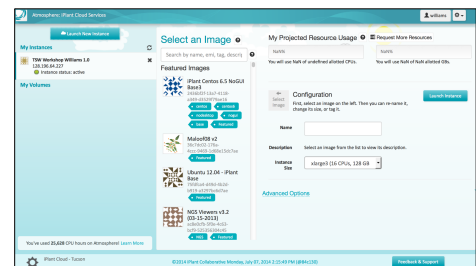 Atmosphere: iPlant Cloud Services
williams
Launch New Instance
My Instances
TSW Workshop Williams 1.0
128.196.64.227
Instance status: active
My Volumes
You've used 25,628 CPU hours on Atmosphere! Learn More
Select an Image
Search by name, emi, tag, descrip
Featured Images
iPlant Centos 6.5 NoGUI
Base3
centos
featured
Maloof08 v2
featured
Ubuntu 12.04 - iPlant
Base
featured
NGS Viewers v3.2
(03-15-2013)
NGS
Featured
My Projected Resource Usage
Request More Resources
NaN%
NaN%
You will use NaN of undefined allotted CPUs.
You will use NaN of NaN allotted GBs.
Select
Image
Configuration
First, select an image on the left. Then you can re-name it,
change its size, or tag it.
Launch Instance
Name
Description
Select an image from the list to view its description.
Instance
Size
xlarge3 (16 CPUs, 128 GB
Advanced Options
iPlant Cloud - Tucson
©2014 iPlant Collaborative Monday, July 07, 2014 2:15:49 PM
Feedback & Support